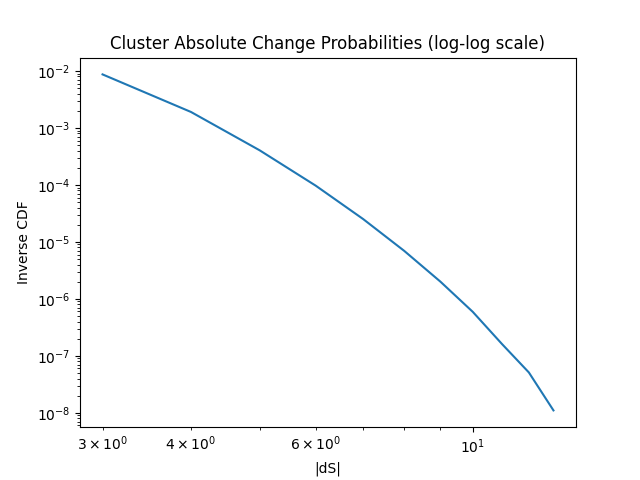 Cluster Absolute Change Probabilities (log-log scale)
10⁻²
10⁻³
10⁻⁴
10⁻⁵
10⁻⁶
10⁻⁷
10⁻⁸
Inverse CDF
3 × 10⁰ 4 × 10⁰ 6 × 10⁰ 10¹
|dS|